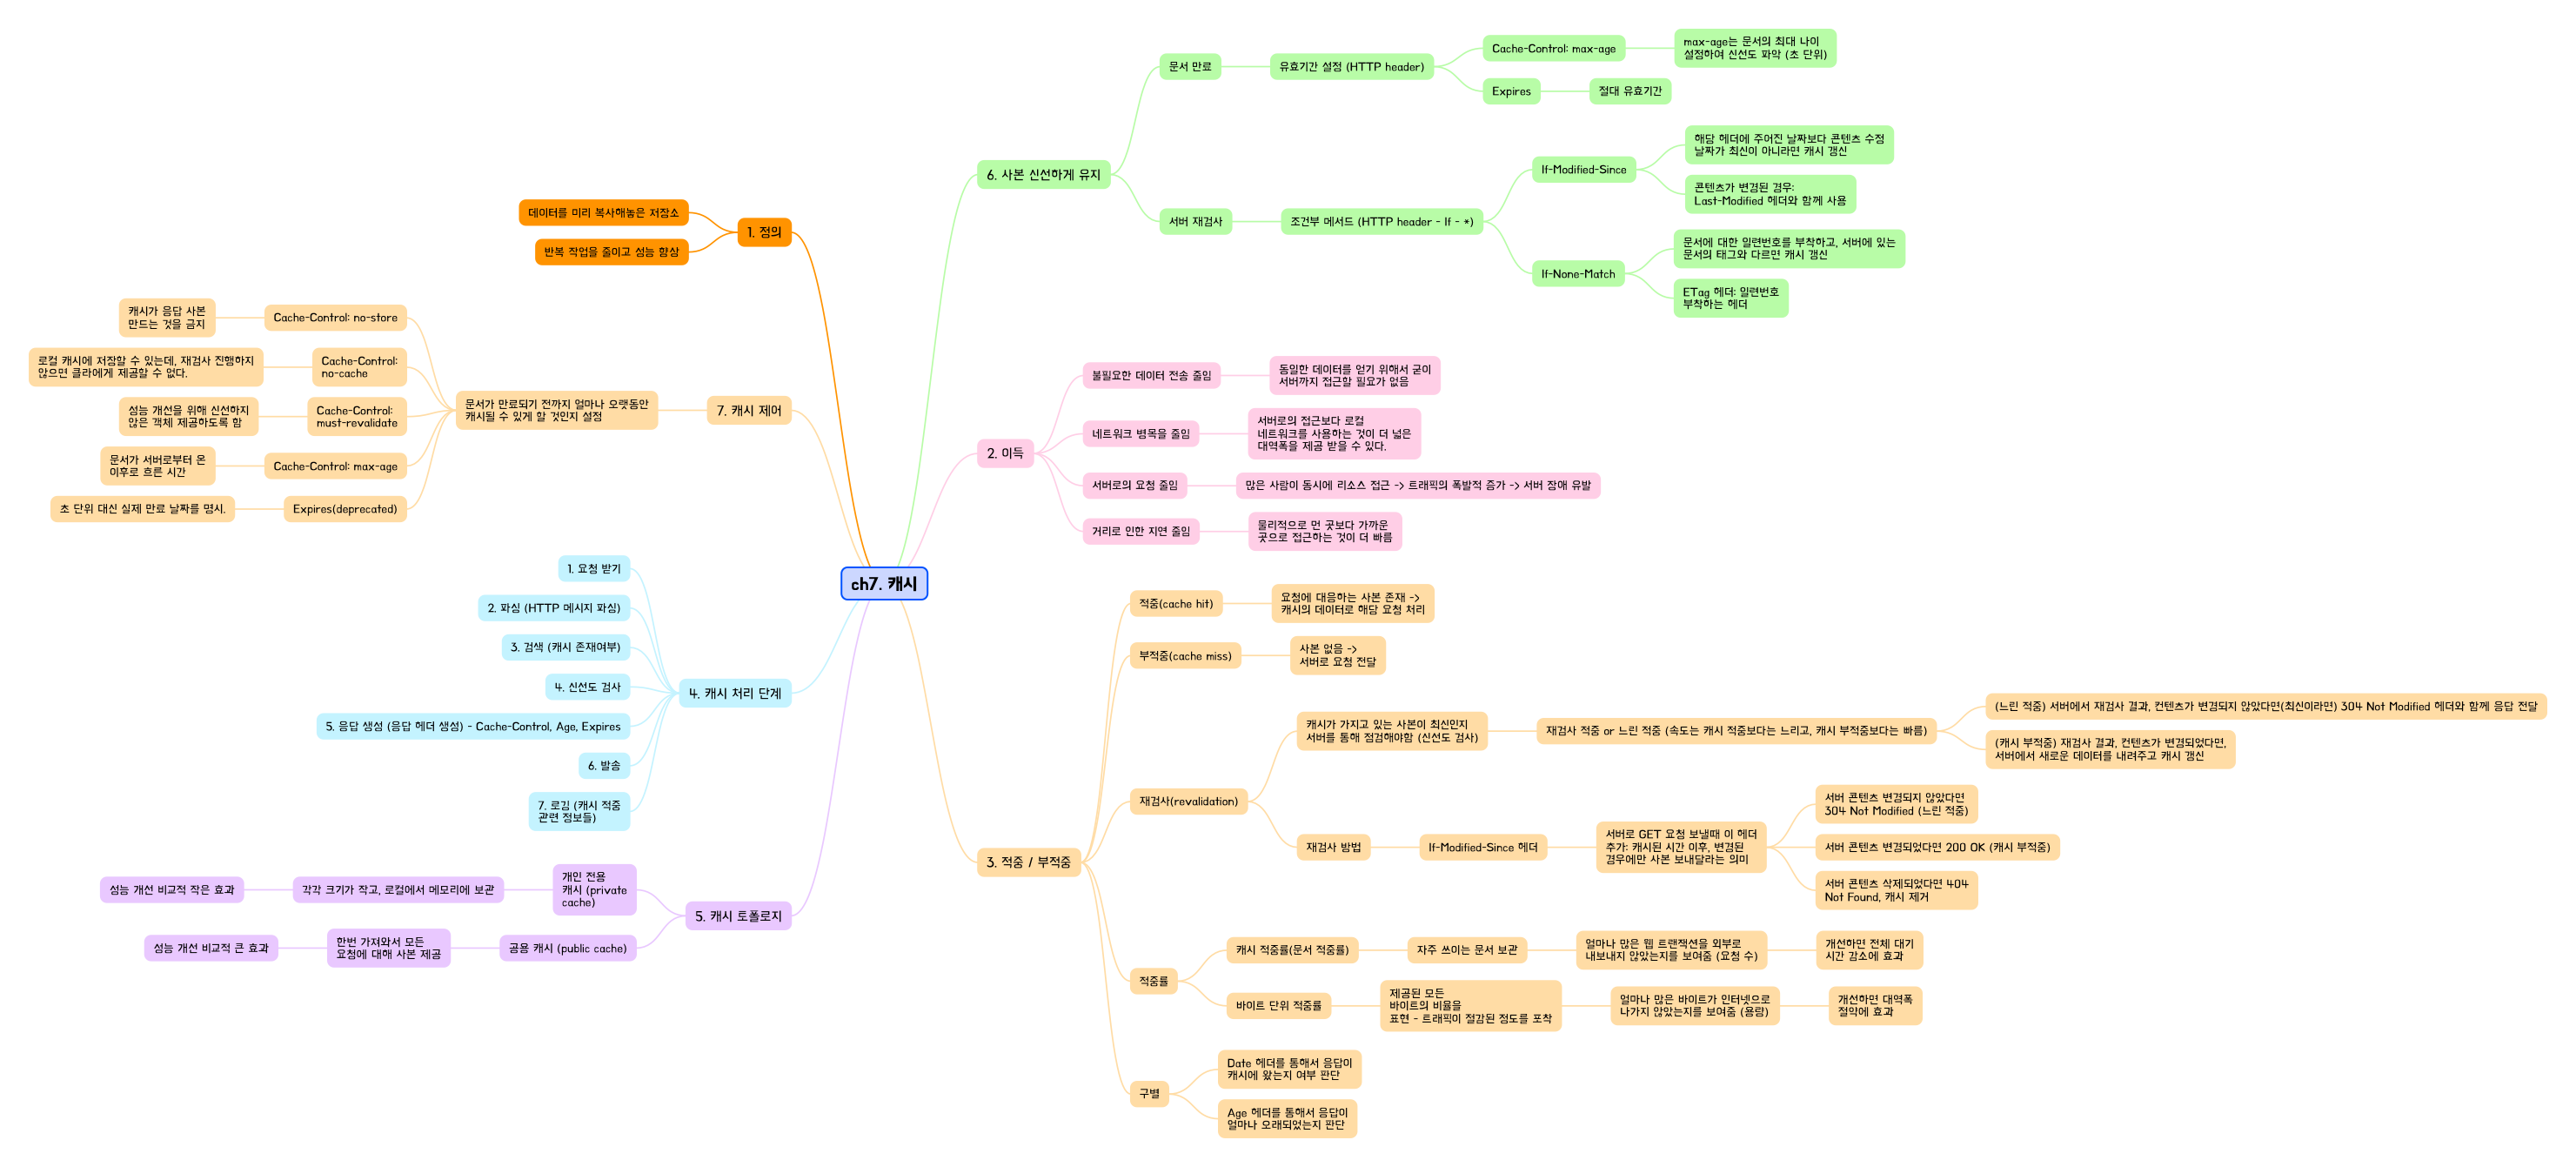 ch7. 캐시
1. 정의
데이터를 미리 복사해놓은 저장소
반복 작업을 줄이고 성능 향상
2. 이득
불필요한 데이터 전송 줄임
동일한 데이터를 얻기 위해서 굳이
서버까지 접근할 필요가 없음
네트워크 병목을 줄임
서버로의 접근보다 로컬
네트워크를 사용하는 것이 더 넓은
대역폭을 제공 받을 수 있다.
서버로의 요청 줄임
많은 사람이 동시에 리소스 접근 -> 트래픽의 폭발적 증가 -> 서버 장애 유발
거리로 인한 지연 줄임
물리적으로 먼 곳보다 가까운
곳으로 접근하는 것이 더 빠름
3. 적중 / 부적중
적중(cache hit)
요청에 대응하는 사본 존재 ->
캐시의 데이터로 해당 요청 처리
부적중(cache miss)
사본 없음 ->
서버로 요청 전달
재검사(revalidation)
캐시가 가지고 있는 사본이 최신인지
서버를 통해 점검해야함 (신선도 검사)
재검사 적중 or 느린 적중 (속도는 캐시 적중보다는 느리고, 캐시 부적중보다는 빠름)
(느린 적중) 서버에서 재검사 결과, 컨텐츠가 변경되지 않았다면(최신이라면) 304 Not Modified 헤더와 함께 응답 전달
(캐시 부적중) 재검사 결과, 컨텐츠가 변경되었다면,
서버에서 새로운 데이터를 내려주고 캐시 갱신
재검사 방법
If-Modified-Since 헤더
서버로 GET 요청 보낼때 이 헤더
추가: 캐시된 시간 이후, 변경된
경우에만 사본 보내달라는 의미
서버 콘텐츠 변경되지 않았다면
304 Not Modified (느린 적중)
서버 콘텐츠 변경되었다면 200 OK (캐시 부적중)
서버 콘텐츠 삭제되었다면 404
Not Found, 캐시 제거
적중률
캐시 적중률(문서 적중률)
자주 쓰이는 문서 보관
얼마나 많은 웹 트랜잭션을 외부로
내보내지 않았는지를 보여줌 (요청 수)
개선하면 전체 대기
시간 감소에 효과
바이트 단위 적중률
제공된 모든
바이트의 비율을
표현 - 트래픽이 절감된 정도를 포착
얼마나 많은 바이트가 인터넷으로
나가지 않았는지를 보여줌 (용량)
개선하면 대역폭
절약에 효과
구별
Date 헤더를 통해서 응답이
캐시에 왔는지 여부 판단
Age 헤더를 통해서 응답이
얼마나 오래되었는지 판단
4. 캐시 처리 단계
1. 요청 받기
2. 파싱 (HTTP 메시지 파싱)
3. 검색 (캐시 존재여부)
4. 신선도 검사
5. 응답 생성 (응답 헤더 생성) - Cache-Control, Age, Expires
6. 발송
7. 로깅 (캐시 적중
관련 정보들)
5. 캐시 토폴로지
개인 전용
캐시 (private
cache)
각각 크기가 작고, 로컬에서 메모리에 보관
성능 개선 비교적 작은 효과
공용 캐시 (public cache)
한번 가져와서 모든
요청에 대해 사본 제공
성능 개선 비교적 큰 효과
6. 사본 신선하게 유지
문서 만료
유효기간 설정 (HTTP header)
Cache-Control: max-age
max-age는 문서의 최대 나이
설정하여 신선도 파악 (초 단위)
Expires
절대 유효기간
서버 재검사
조건부 메서드 (HTTP header - If - *)
If-Modified-Since
해당 헤더에 주어진 날짜보다 콘텐츠 수정
날짜가 최신이 아니라면 캐시 갱신
콘텐츠가 변경된 경우:
Last-Modified 헤더와 함께 사용
If-None-Match
문서에 대한 일련번호를 부착하고, 서버에 있는
문서의 태그와 다르면 캐시 갱신
ETag 헤더: 일련번호
부착하는 헤더
7. 캐시 제어
문서가 만료되기 전까지 얼마나 오랫동안
캐시될 수 있게 할 것인지 설정
Cache-Control: no-store
캐시가 응답 사본
만드는 것을 금지
Cache-Control:
no-cache
로컬 캐시에 저장할 수 있는데, 재검사 진행하지
않으면 클라에게 제공할 수 없다.
Cache-Control:
must-revalidate
성능 개선을 위해 신선하지
않은 객체 제공하도록 함
Cache-Control: max-age
문서가 서버로부터 온
이후로 흐른 시간
Expires(deprecated)
초 단위 대신 실제 만료 날짜를 명시.